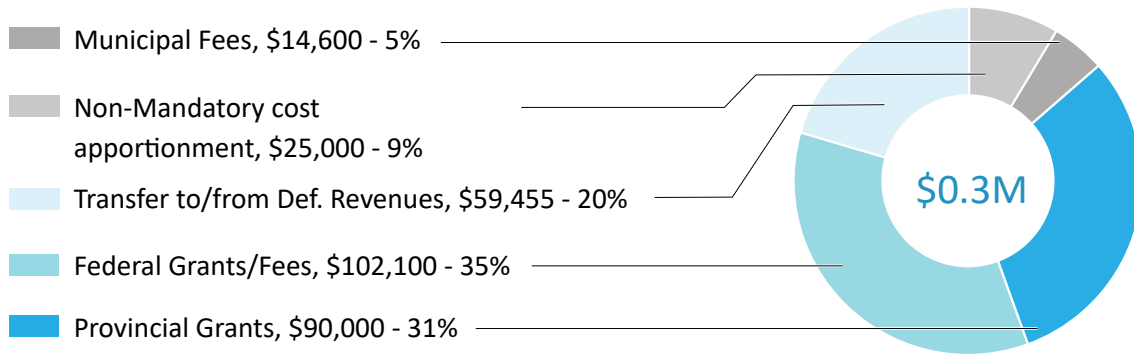 Municipal Fees, $14,600 - 5%
Non-Mandatory cost
apportionment, $25,000 - 9%
Transfer to/from Def. Revenues, $59,455 - 20%
Federal Grants/Fees, $102,100 - 35%
Provincial Grants, $90,000 - 31%
$0.3M